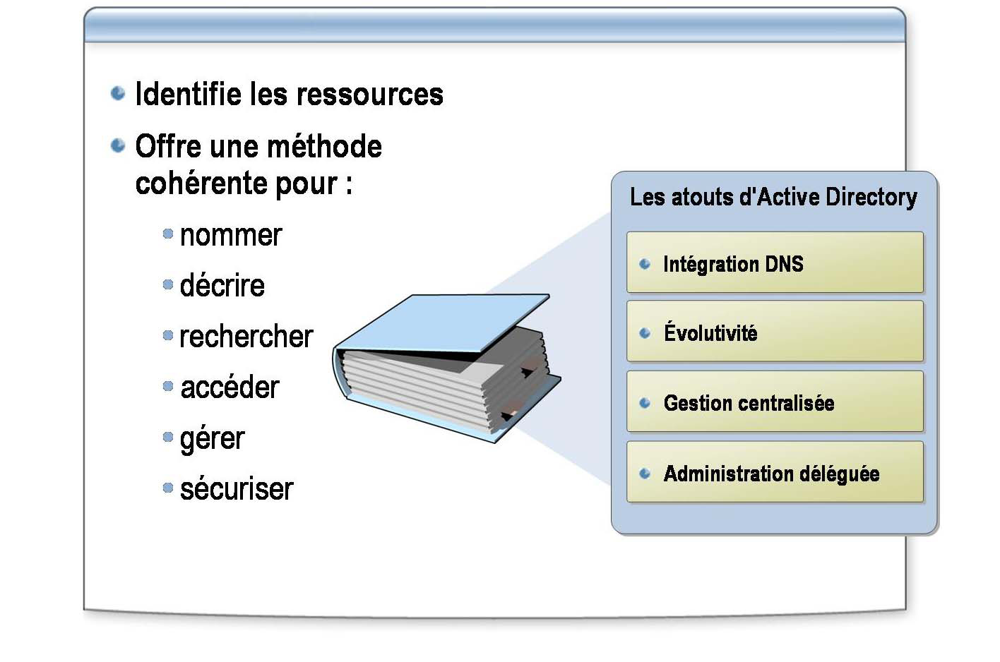 Identifie les ressources
Offre une méthode
cohérente pour :
nommer
décrire
rechercher
accéder
gérer
sécuriser
Les atouts d'Active Directory
Intégration DNS
Évolutivité
Gestion centralisée
Administration déléguée